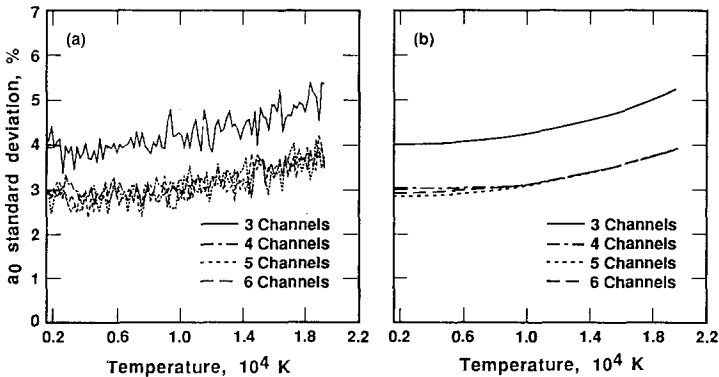 a0 standard deviation, %
7
6
5
4
3
2
1
0
(a)
3 Channels
4 Channels
5 Channels
6 Channels
0.2
0.6
1.0
1.4
1.8
2.2
Temperature, 10⁴ K
(b)
3 Channels
4 Channels
5 Channels
6 Channels
0.2
0.6
1.0
1.4
1.8
2.2
Temperature, 10⁴ K